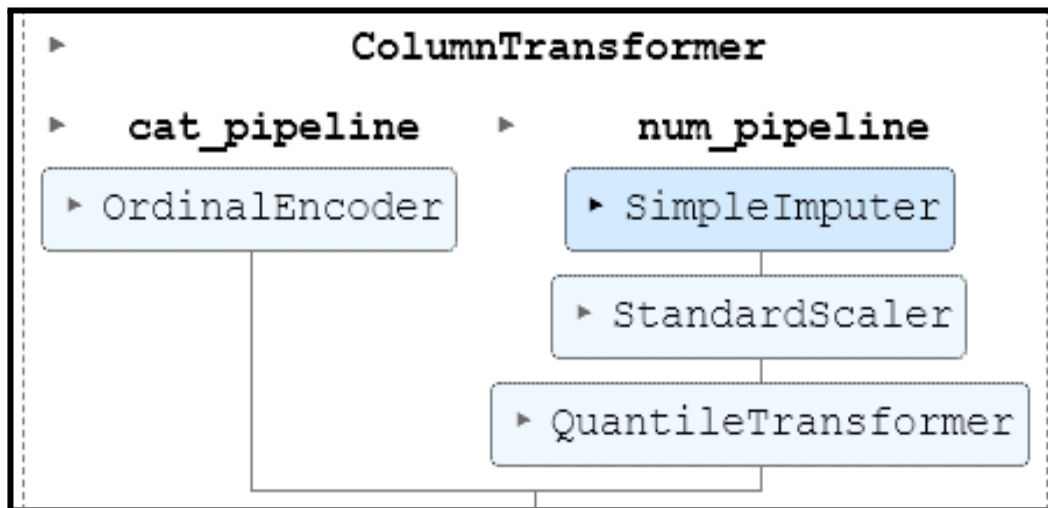 ColumnTransformer
cat_pipeline
num_pipeline
OrdinalEncoder
SimpleImputer
StandardScaler
QuantileTransformer